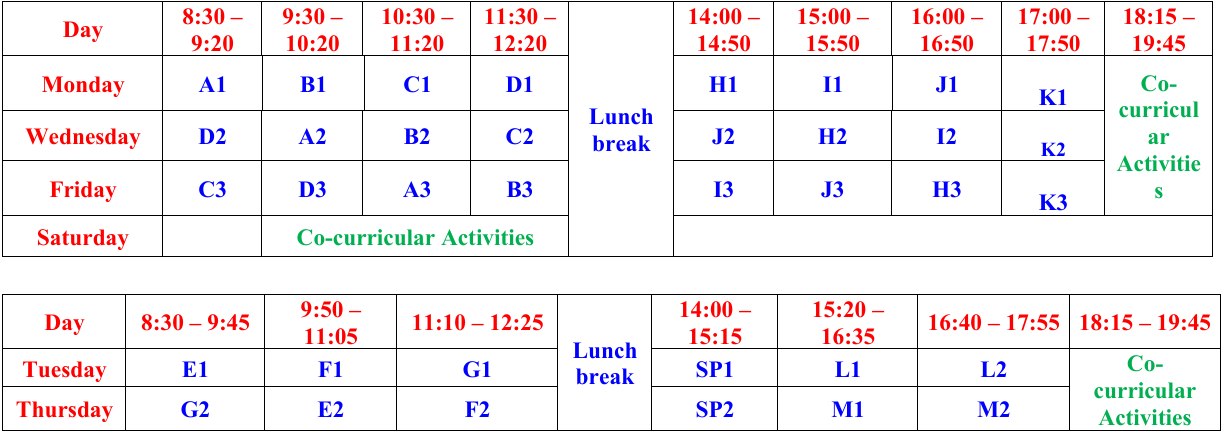 Day 8:30 – 9:20 9:30 – 10:20 10:30 – 11:20 11:30 – 12:20 Lunch break 14:00 – 14:50 15:00 – 15:50 16:00 – 16:50 17:00 – 17:50 18:15 – 19:45
Monday A1 B1 C1 D1 H1 I1 J1 K1 Co-curricular Activities
Wednesday D2 A2 B2 C2 J2 H2 I2 K2
Friday C3 D3 A3 B3 I3 J3 H3 K3
Saturday Co-curricular Activities
Day 8:30 – 9:45 9:50 – 11:05 11:10 – 12:25 Lunch break 14:00 – 15:15 15:20 – 16:35 16:40 – 17:55 18:15 – 19:45
Tuesday E1 F1 G1 SP1 L1 L2 Co-curricular Activities
Thursday G2 E2 F2 SP2 M1 M2